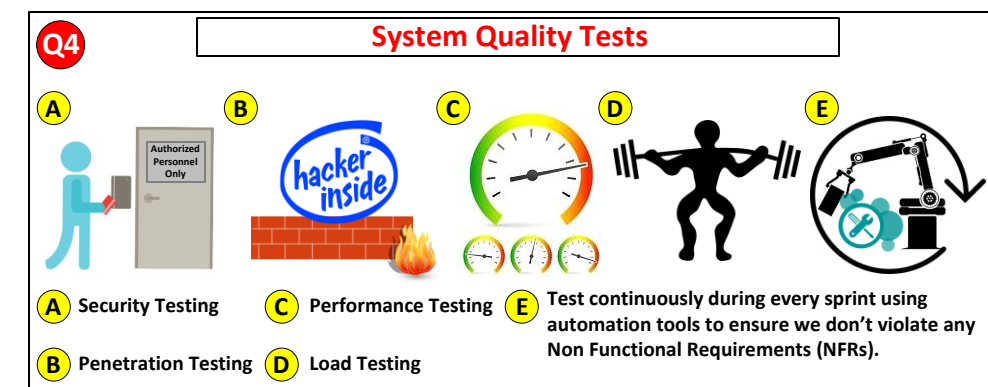 Q4
System Quality Tests
A
B
C
D
E
Authorized
Personnel
Only
hacker
inside
A Security Testing
C Performance Testing
E Test continuously during every sprint using
automation tools to ensure we don’t violate any
Non Functional Requirements (NFRs).
B Penetration Testing
D Load Testing